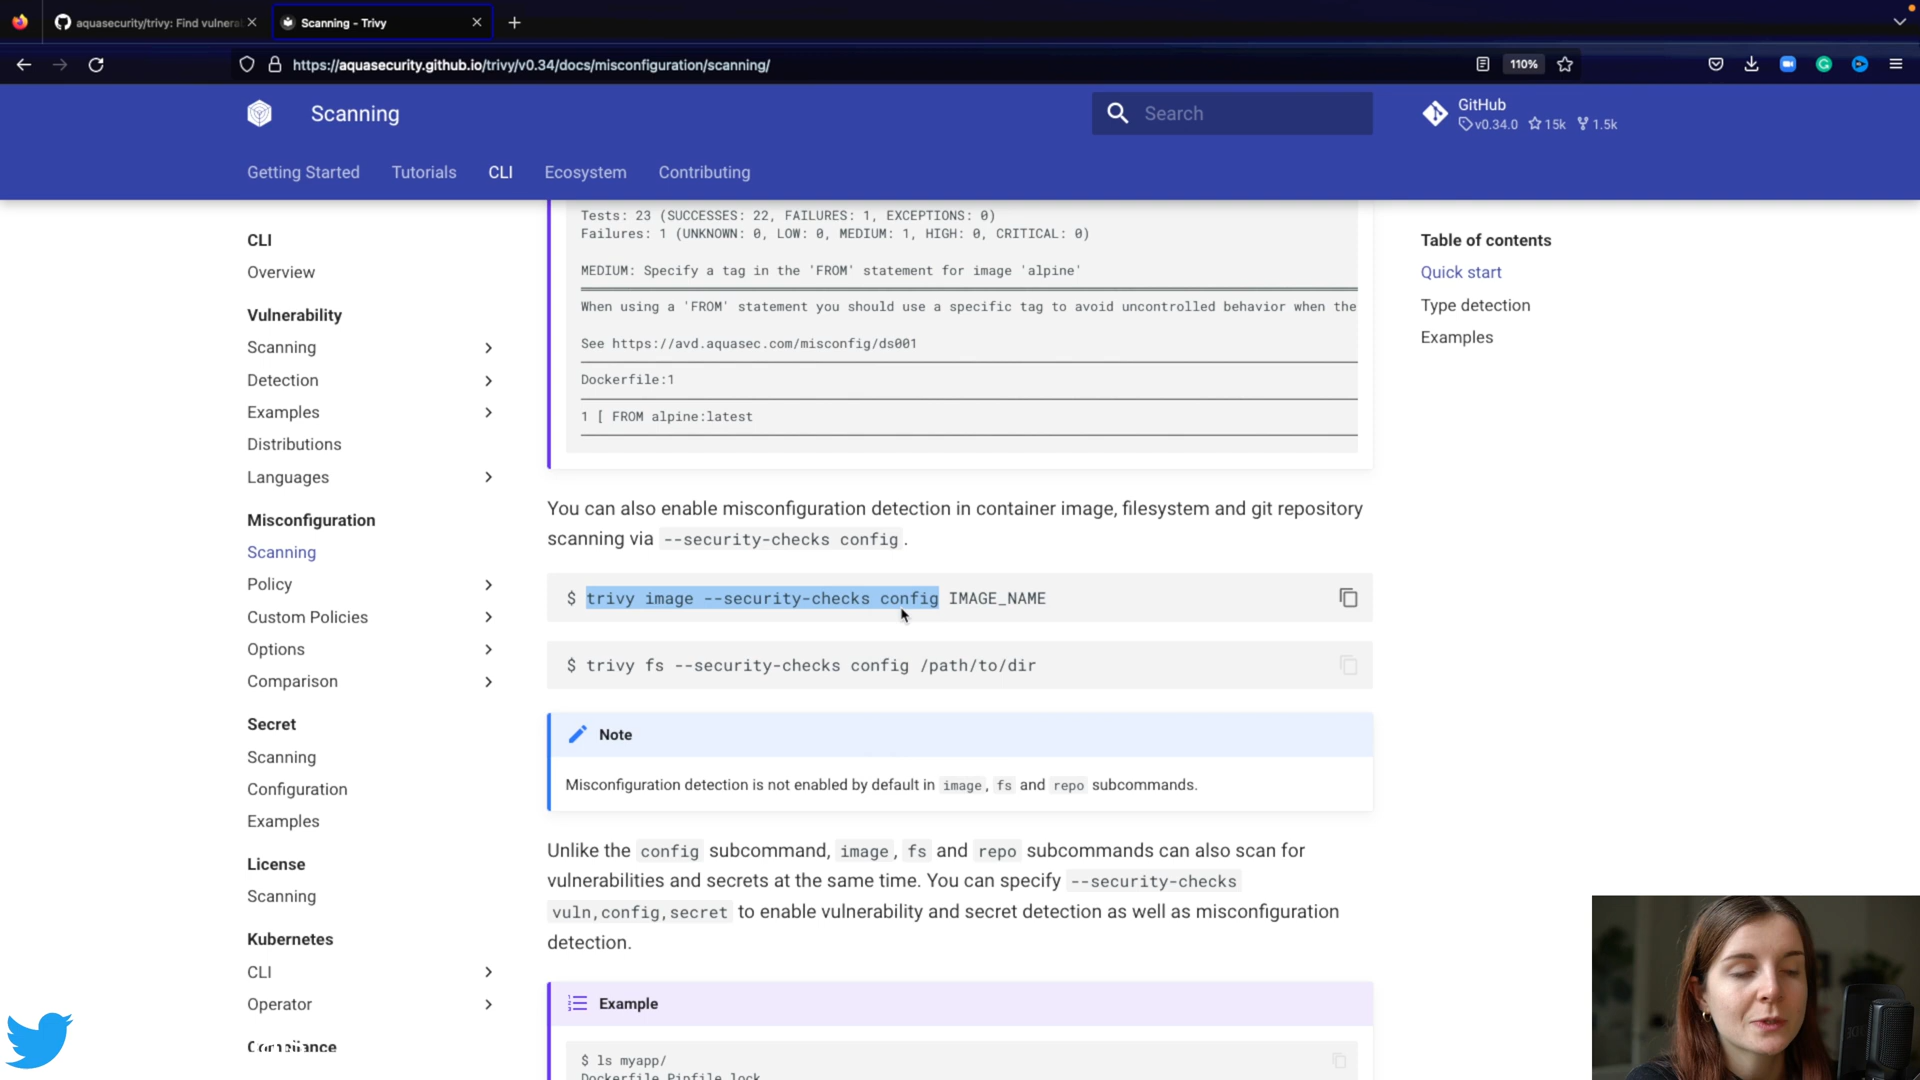 aquasecurity/trivy: Find vulnera
Scanning - Trivy
https://aquasecurity.github.io/trivy/v0.34/docs/misconfiguration/scanning/
110%
Scanning
Search
GitHub
v0.34.0 15k 1.5k
Getting Started Tutorials CLI Ecosystem Contributing
CLI
Overview
Vulnerability
Scanning
Detection
Examples
Distributions
Languages
Misconfiguration
Scanning
Policy
Custom Policies
Options
Comparison
Secret
Scanning
Configuration
Examples
License
Scanning
Kubernetes
CLI
Operator
Tests: 23 (SUCCESSES: 22, FAILURES: 1, EXCEPTIONS: 0)
Failures: 1 (UNKNOWN: 0, LOW: 0, MEDIUM: 1, HIGH: 0, CRITICAL: 0)
MEDIUM: Specify a tag in the 'FROM' statement for image 'alpine'
When using a 'FROM' statement you should use a specific tag to avoid uncontrolled behavior when the
See https://avd.aquasec.com/misconfig/ds001
Dockerfile:1
1 [ FROM alpine:latest
You can also enable misconfiguration detection in container image, filesystem and git repository
scanning via --security-checks config.
$ trivy image --security-checks config IMAGE_NAME
$ trivy fs --security-checks config /path/to/dir
Note
Misconfiguration detection is not enabled by default in image, fs and repo subcommands.
Unlike the config subcommand, image, fs and repo subcommands can also scan for
vulnerabilities and secrets at the same time. You can specify --security-checks
vuln,config,secret to enable vulnerability and secret detection as well as misconfiguration
detection.
Example
$ ls myapp/
Dockerfile Pipfile.lock
Table of contents
Quick start
Type detection
Examples